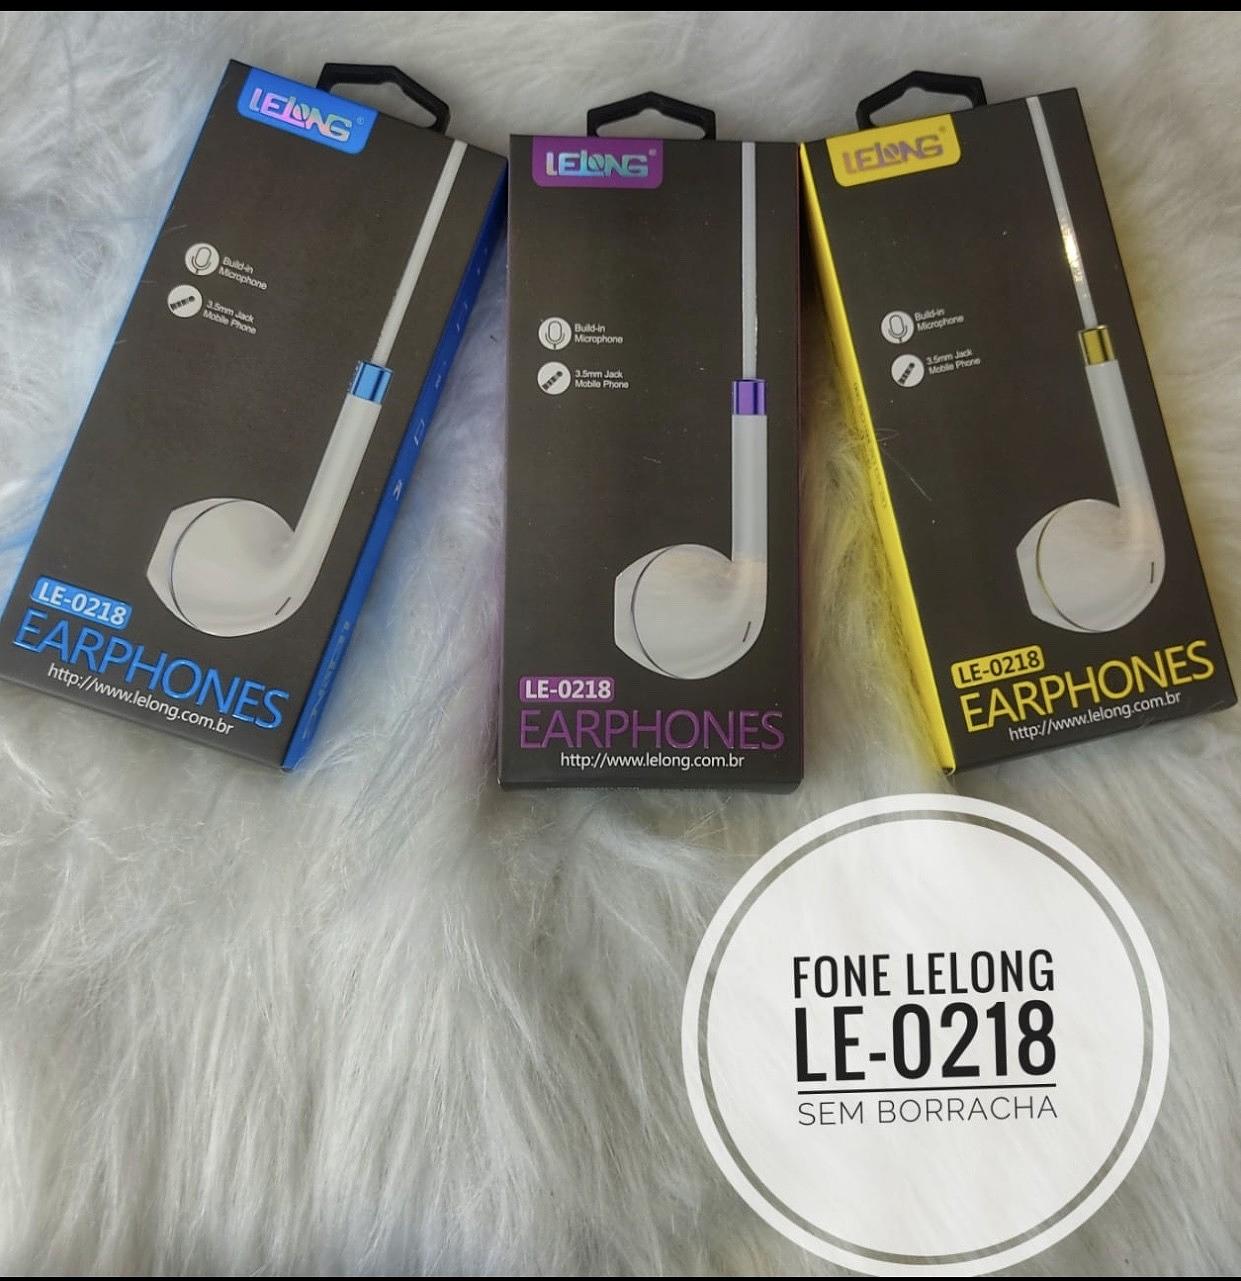 LELONG®
Build-in
Microphone
3.5mm Jack
Mobile Phone
LE-0218
EARPHONES
http://www.lelong.com.br
LELONG®
Build-in
Microphone
3.5mm Jack
Mobile Phone
LE-0218
EARPHONES
http://www.lelong.com.br
LELONG®
Build-in
Microphone
3.5mm Jack
Mobile Phone
LE-0218
EARPHONES
http://www.lelong.com.br
FONE LELONG
LE-0218
SEM BORRACHA